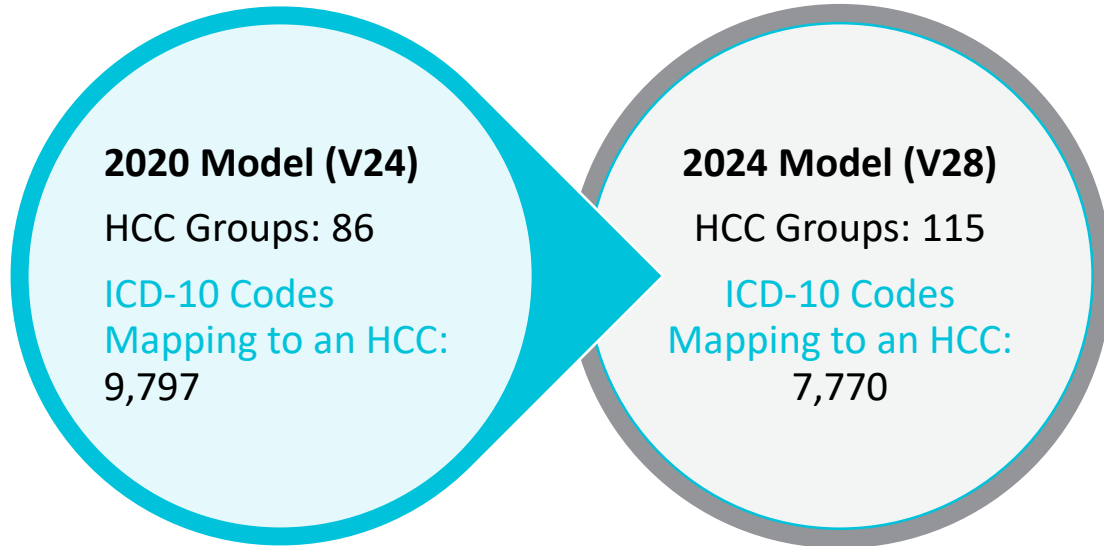 2020 Model (V24)
HCC Groups: 86
ICD-10 Codes
Mapping to an HCC:
9,797
2024 Model (V28)
HCC Groups: 115
ICD-10 Codes
Mapping to an HCC:
7,770